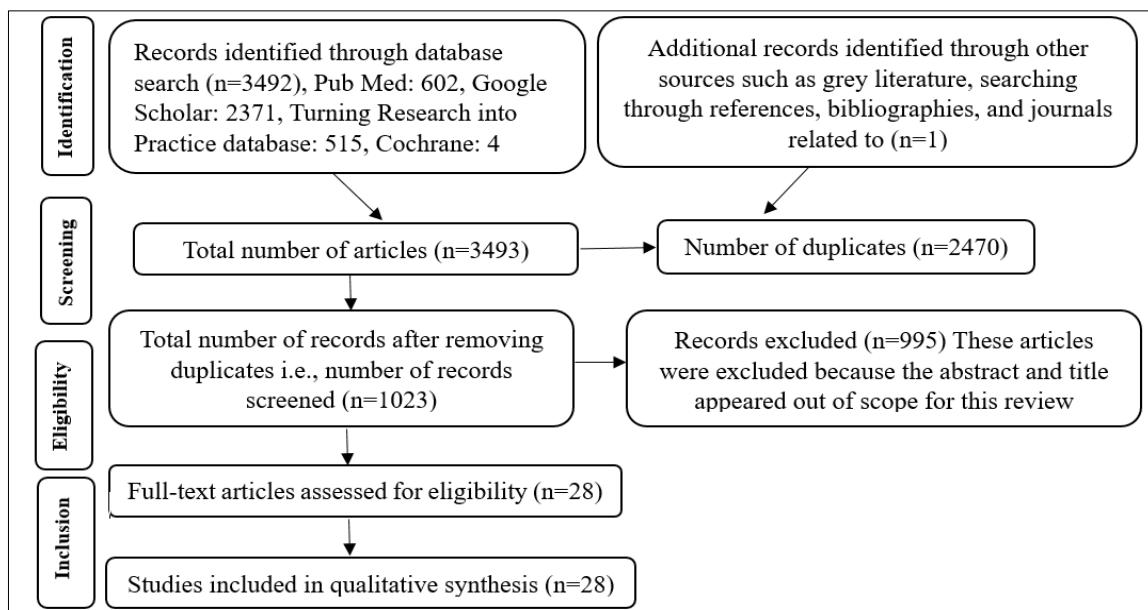 Identification
Records identified through database
search (n=3492), Pub Med: 602, Google
Scholar: 2371, Turning Research into
Practice database: 515, Cochrane: 4
Additional records identified through other
sources such as grey literature, searching
through references, bibliographies, and journals
related to (n=1)
Screening
Total number of articles (n=3493)
Number of duplicates (n=2470)
Eligibility
Total number of records after removing
duplicates i.e., number of records
screened (n=1023)
Records excluded (n=995) These articles
were excluded because the abstract and title
appeared out of scope for this review
Inclusion
Full-text articles assessed for eligibility (n=28)
Studies included in qualitative synthesis (n=28)